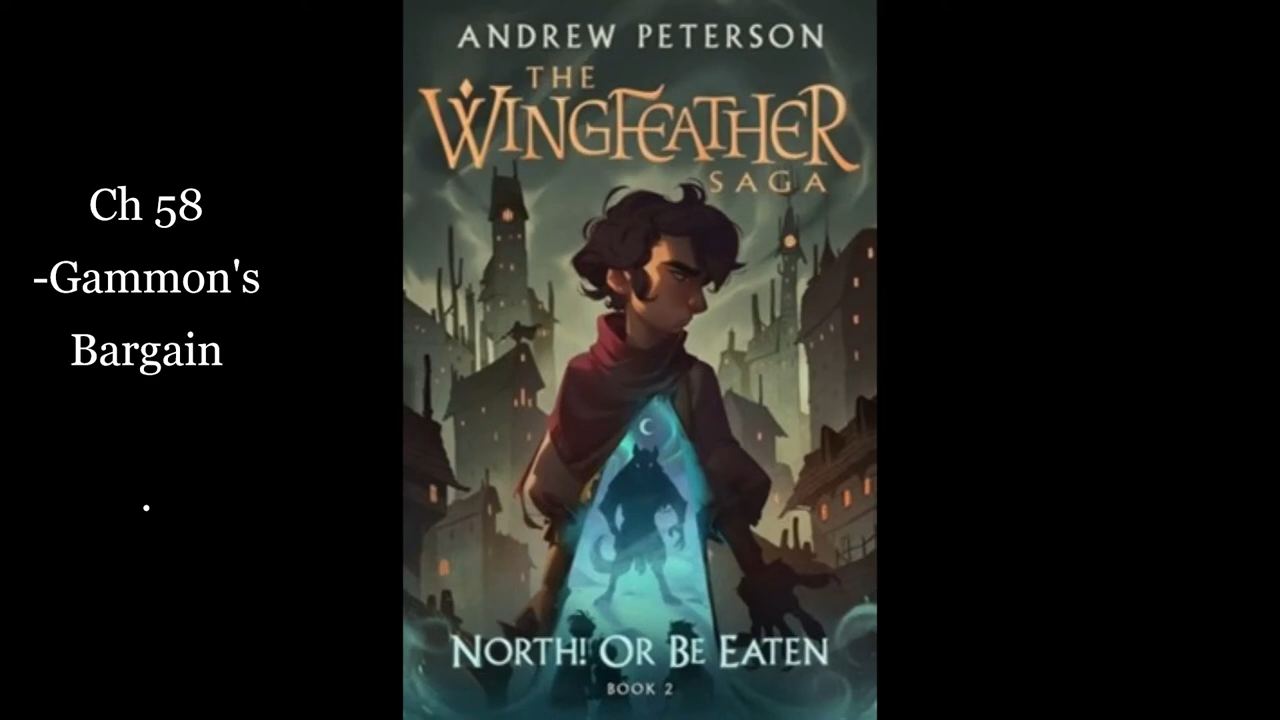 Ch 58
-Gammon's
Bargain
.
ANDREW PETERSON
THE
WINGFEATHER
SAGA
NORTH! OR BE EATEN
BOOK 2